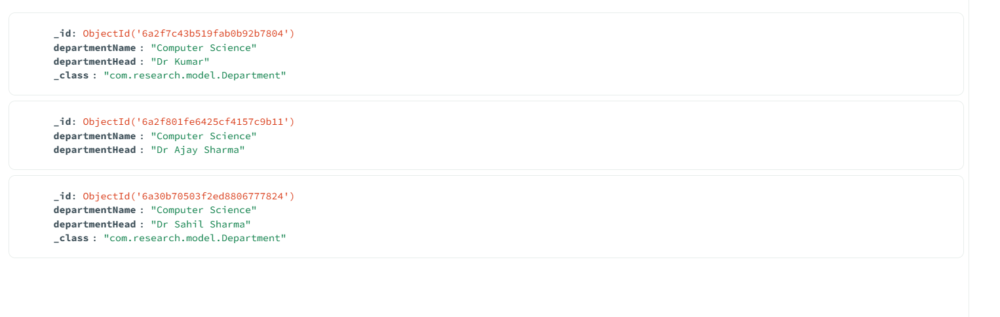 _id: ObjectId('6a2f7c43b519fab0b92b7804')
departmentName : "Computer Science"
departmentHead : "Dr Kumar"
_class : "com.research.model.Department"
_id: ObjectId('6a2f801fe6425cf4157c9b11')
departmentName : "Computer Science"
departmentHead : "Dr Ajay Sharma"
_id: ObjectId('6a30b70503f2ed8806777824')
departmentName : "Computer Science"
departmentHead : "Dr Sahil Sharma"
_class : "com.research.model.Department"